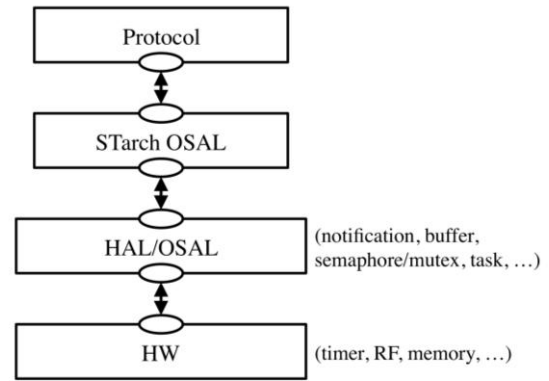 Protocol
STarch OSAL
HAL/OSAL
(notification, buffer,
semaphore/mutex, task, …)
HW
(timer, RF, memory, …)